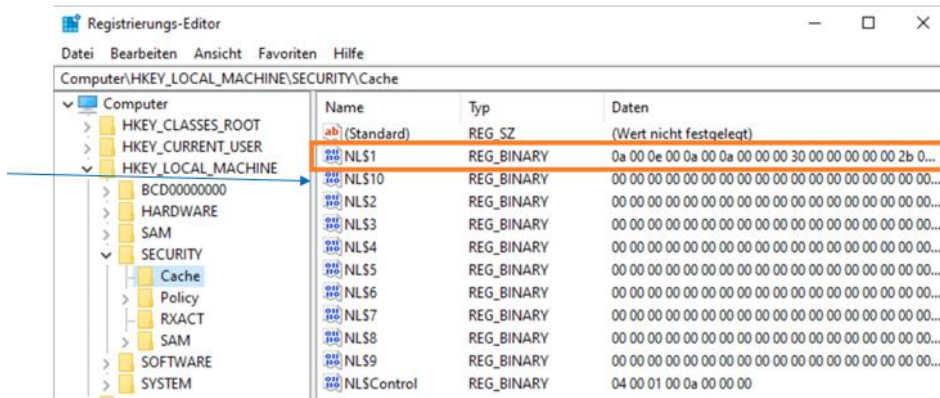 Registrierungs-Editor
Datei Bearbeiten Ansicht Favoriten Hilfe
Computer\HKEY_LOCAL_MACHINE\SECURITY\Cache
Computer
HKEY_CLASSES_ROOT
HKEY_CURRENT_USER
HKEY_LOCAL_MACHINE
BCD00000000
HARDWARE
SAM
SECURITY
Cache
Policy
RXACT
SAM
SOFTWARE
SYSTEM
Name Typ Daten
(Standard) REG_SZ (Wert nicht festgelegt)
NL$1 REG_BINARY 0a 00 0e 00 0a 00 0a 00 00 00 30 00 00 00 00 00 2b 0...
NL$10 REG_BINARY 00 00 00 00 00 00 00 00 00 00 00 00 00 00 00 00 00 00...
NL$2 REG_BINARY 00 00 00 00 00 00 00 00 00 00 00 00 00 00 00 00 00 00...
NL$3 REG_BINARY 00 00 00 00 00 00 00 00 00 00 00 00 00 00 00 00 00 00...
NL$4 REG_BINARY 00 00 00 00 00 00 00 00 00 00 00 00 00 00 00 00 00 00...
NL$5 REG_BINARY 00 00 00 00 00 00 00 00 00 00 00 00 00 00 00 00 00 00...
NL$6 REG_BINARY 00 00 00 00 00 00 00 00 00 00 00 00 00 00 00 00 00 00...
NL$7 REG_BINARY 00 00 00 00 00 00 00 00 00 00 00 00 00 00 00 00 00 00...
NL$8 REG_BINARY 00 00 00 00 00 00 00 00 00 00 00 00 00 00 00 00 00 00...
NL$9 REG_BINARY 00 00 00 00 00 00 00 00 00 00 00 00 00 00 00 00 00 00...
NL$Control REG_BINARY 04 00 01 00 0a 00 00 00